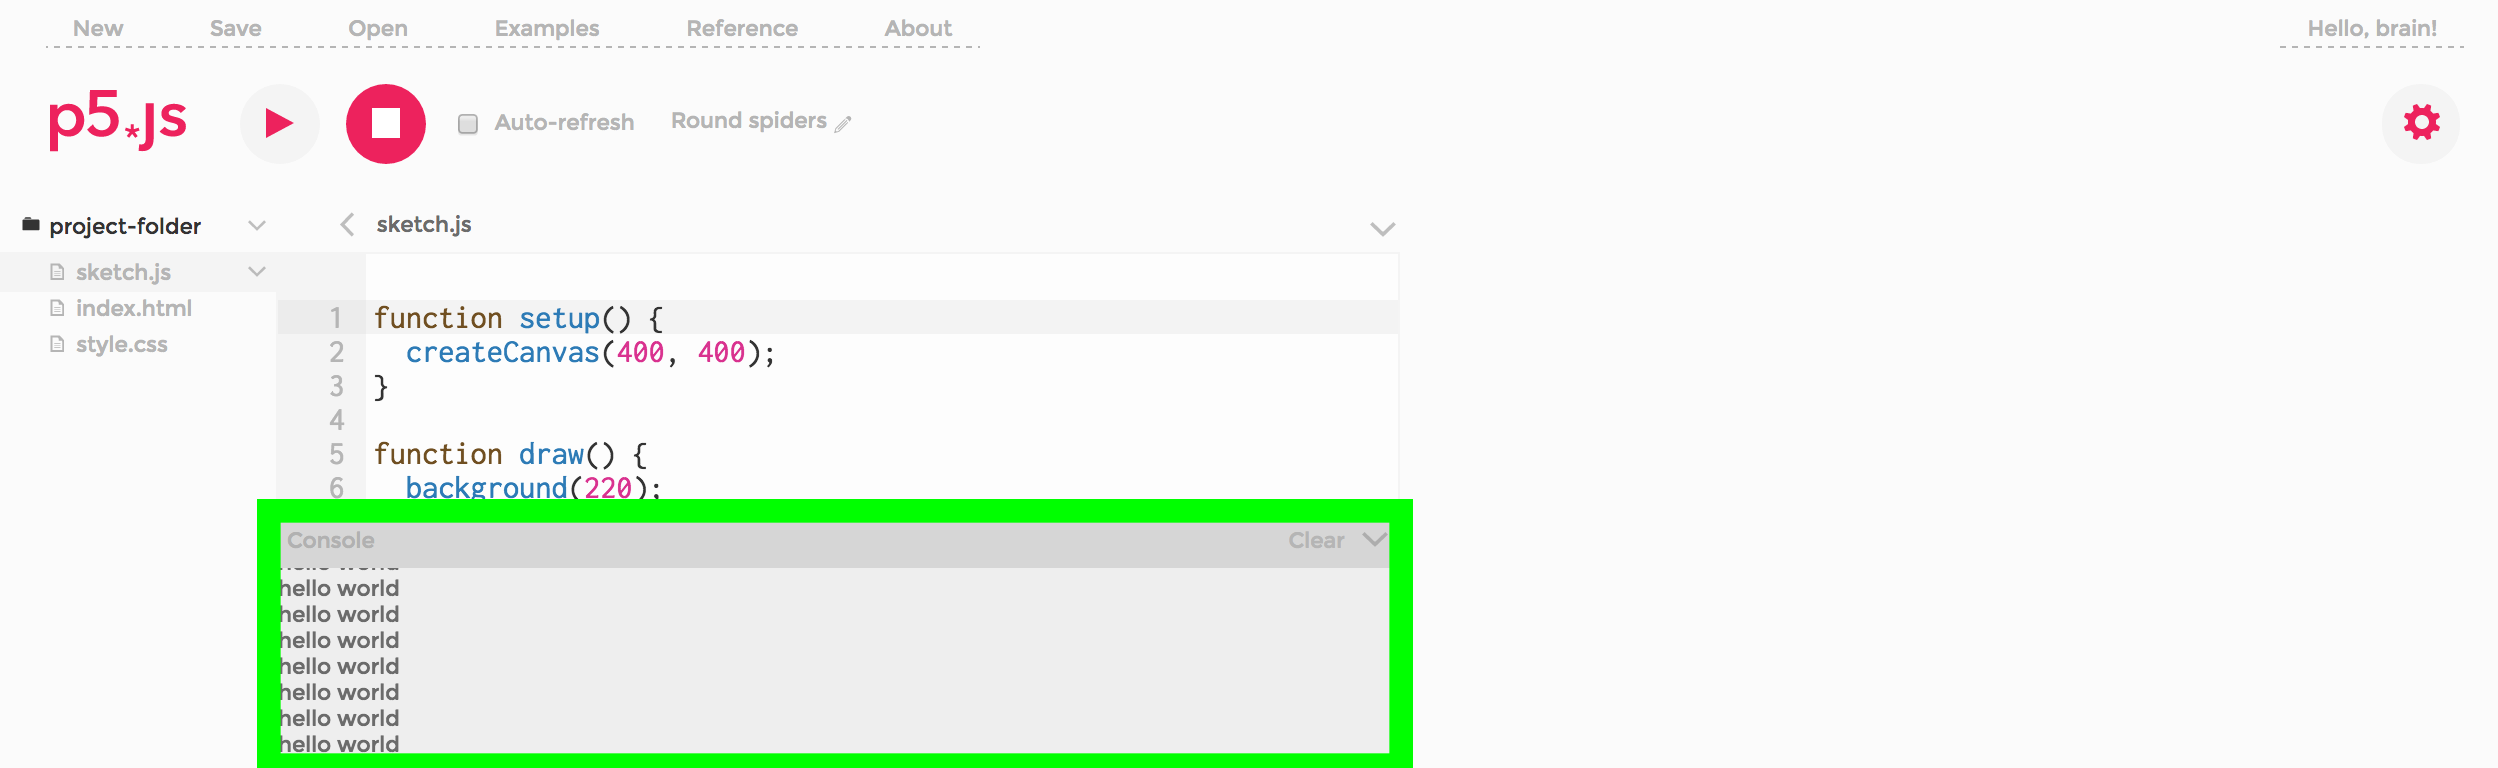 New Save Open Examples Reference About Hello, brain!
p5.js Auto-refresh Round spiders
project-folder sketch.js
sketch.js
index.html
style.css
1 function setup() {
2 createCanvas(400, 400);
3 }
4
5 function draw() {
6 background(220);
Console Clear
hello world
hello world
hello world
hello world
hello world
hello world
hello world
hello world